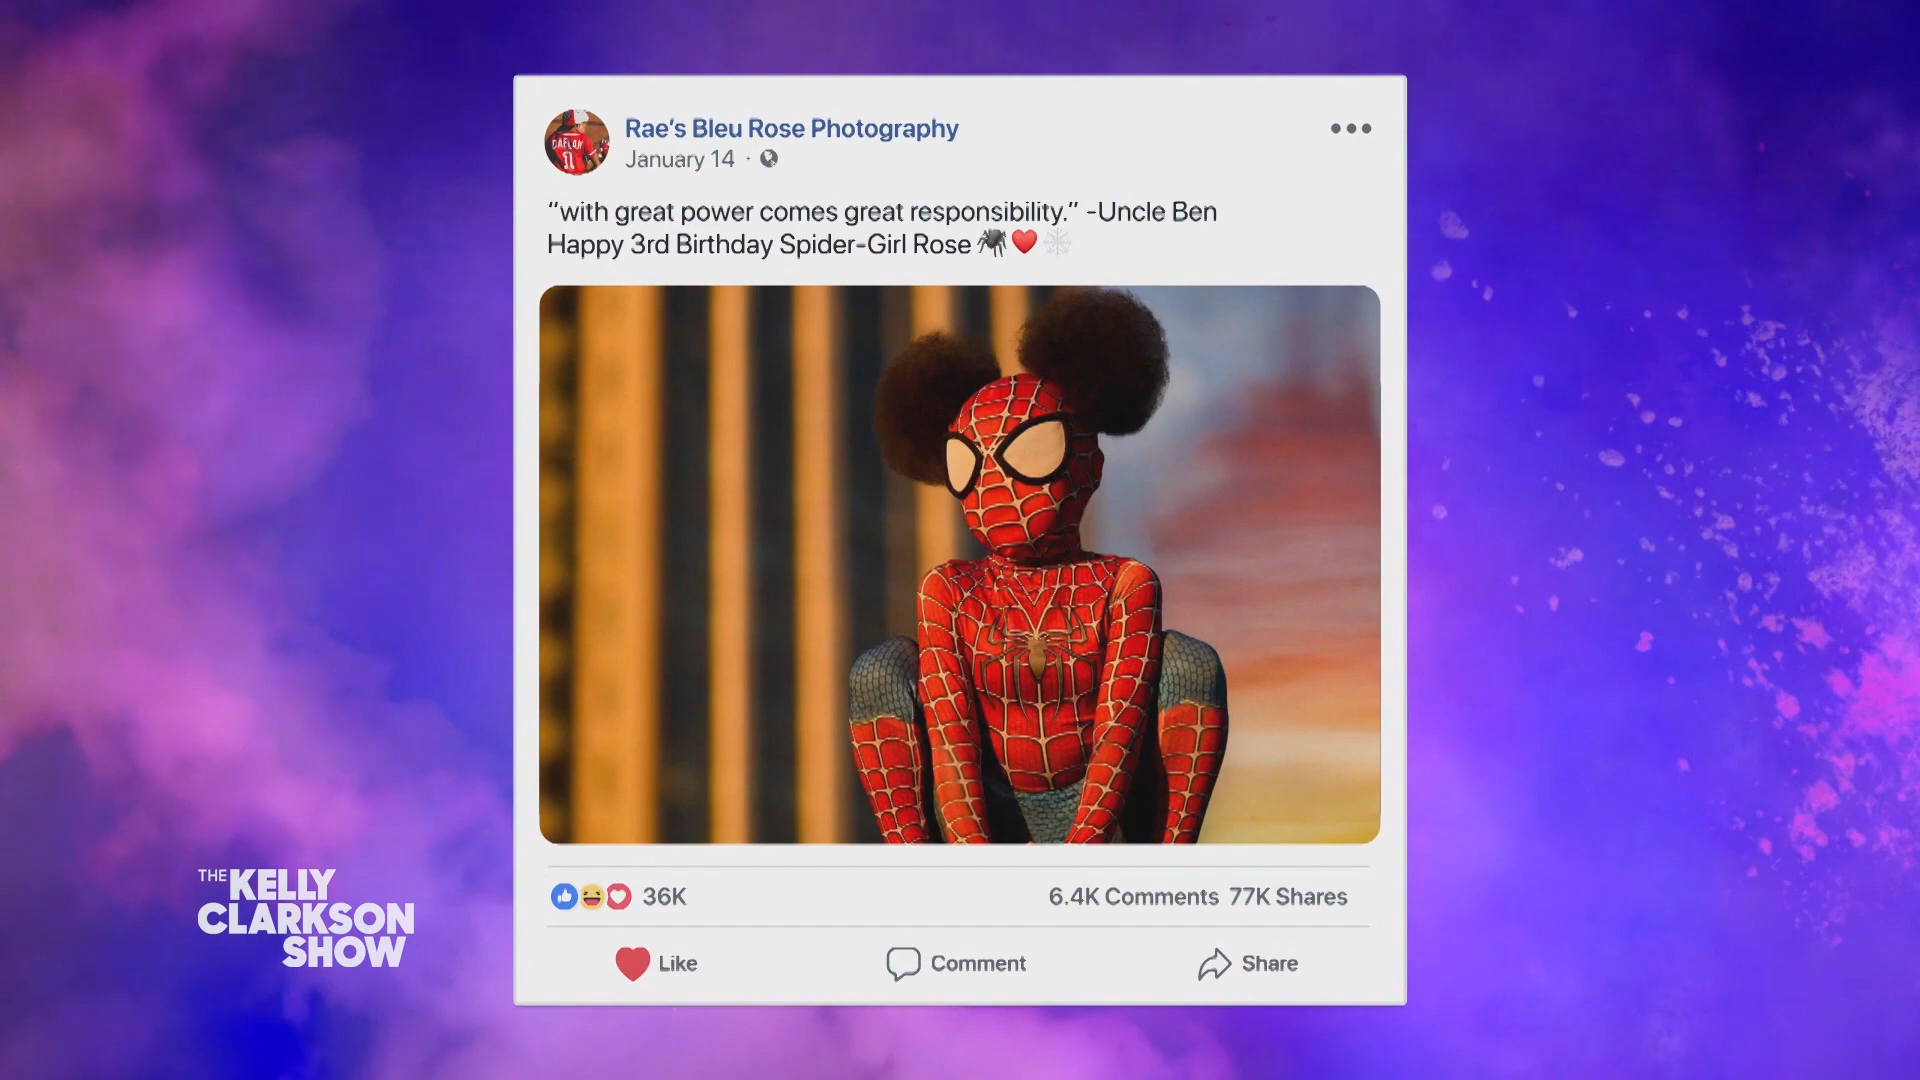 Rae's Bleu Rose Photography
January 14 ·
"with great power comes great responsibility." -Uncle Ben
Happy 3rd Birthday Spider-Girl Rose 🕷️❤️❄️
36K
6.4K Comments 77K Shares
Like
Comment
Share
THE KELLY
CLARKSON
SHOW